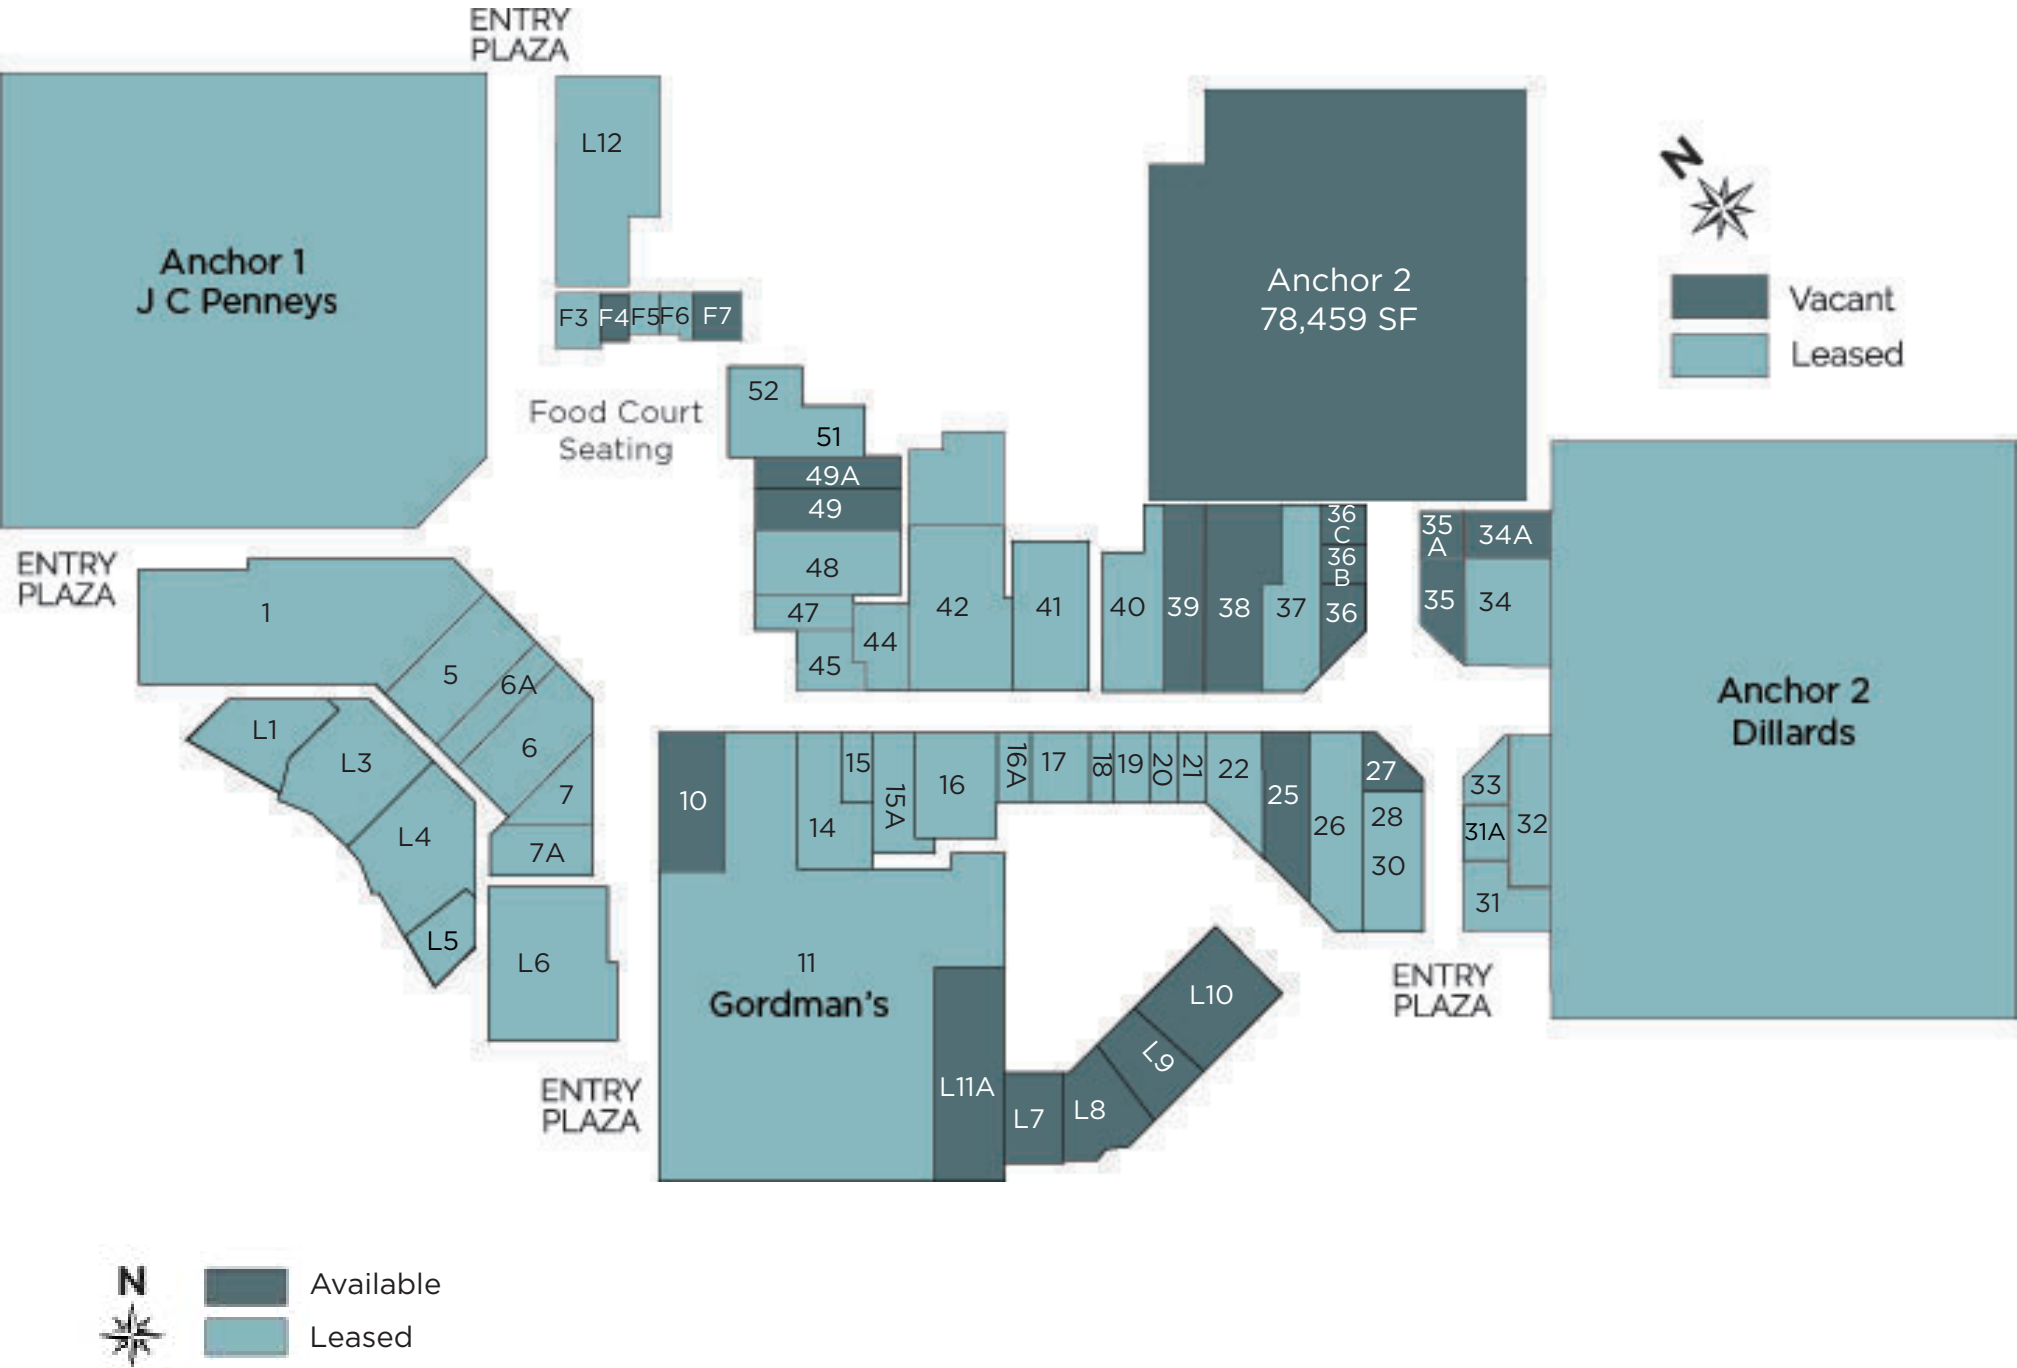 ENTRY
PLAZA
L12
Anchor 1
J C Penneys
F3
F4
F5
F6
F7
Anchor 2
78,459 SF
N
Vacant
Leased
Food Court
Seating
52
51
49A
49
48
47
45
44
42
41
40
39
38
37
36
C
36
B
36
35
A
34A
35
34
Anchor 2
Dillards
ENTRY
PLAZA
1
5
6A
6
7
7A
L1
L3
L4
L5
L6
10
14
15
15A
16
16A
17
18
19
20
21
22
25
26
27
28
30
33
31A
32
31
11
Gordman's
L11A
L7
L8
L9
L10
ENTRY
PLAZA
ENTRY
PLAZA
N
Available
Leased